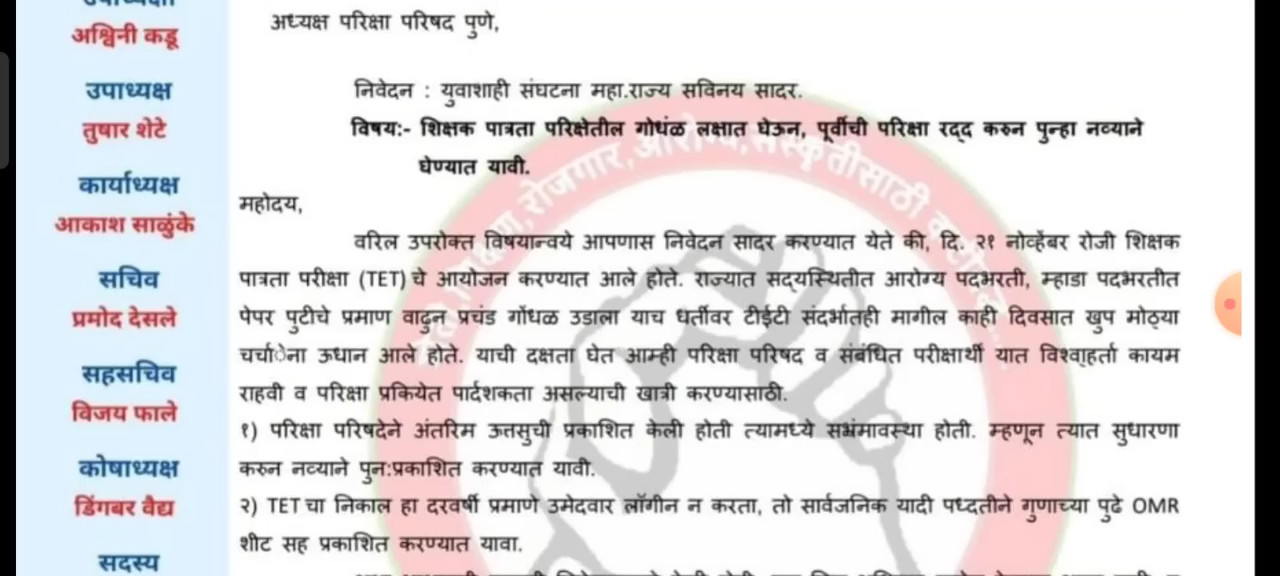 उपाध्यक्ष
अश्विनी कडू
उपाध्यक्ष
तुषार शेटे
कार्याध्यक्ष
आकाश साळुंके
सचिव
प्रमोद देसले
सहसचिव
विजय फाले
कोषाध्यक्ष
डिंगबर वैद्य
सदस्य
अध्यक्ष परिक्षा परिषद पुणे,
निवेदन : युवाशाही संघटना महा.राज्य सविनय सादर.
विषय:- शिक्षक पात्रता परिक्षेतील गोधंळ लक्षात घेऊन, पूर्वीची परिक्षा रद्द करुन पुन्हा नव्याने
घेण्यात यावी.
महोदय,
वरिल उपरोक्त विषयान्वये आपणास निवेदन सादर करण्यात येते की, दि. २१ नोव्हेंबर रोजी शिक्षक
पात्रता परीक्षा (TET) चे आयोजन करण्यात आले होते. राज्यात सद्यस्थितीत आरोग्य पदभरती, म्हाडा पदभरतीत
पेपर पुटीचे प्रमाण वाढुन प्रचंड गोंधळ उडाला याच धर्तीवर टीईटी संदर्भातही मागील काही दिवसात खुप मोठ्या
चर्चांेना ऊधान आले होते. याची दक्षता घेत आम्ही परिक्षा परिषद व संबंधित परीक्षार्थी यात विश्वाहर्ता कायम
राहवी व परिक्षा प्रकियेत पार्दशकता असल्याची खात्री करण्यासाठी.
१) परिक्षा परिषदेने अंतरिम ऊत्तसुची प्रकाशित केली होती त्यामध्ये सभ्रंमावस्था होती. म्हणून त्यात सुधारणा
करुन नव्याने पुन:प्रकाशित करण्यात यावी.
२) TET चा निकाल हा दरवर्षी प्रमाणे उमेदवार लॉगीन न करता, तो सार्वजनिक यादी पध्दतीने गुणाच्या पुढे OMR
शीट सह प्रकाशित करण्यात यावा.